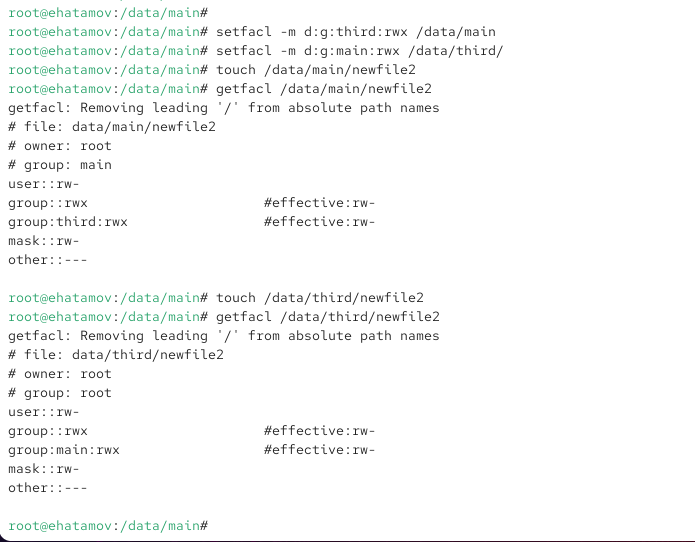 root@ehatamov:/data/main#
root@ehatamov:/data/main# setfacl -m d:g:third:rwx /data/main
root@ehatamov:/data/main# setfacl -m d:g:main:rwx /data/third/
root@ehatamov:/data/main# touch /data/main/newfile2
root@ehatamov:/data/main# getfacl /data/main/newfile2
getfacl: Removing leading '/' from absolute path names
# file: data/main/newfile2
# owner: root
# group: main
user::rw-
group::rwx                      #effective:rw-
group:third:rwx                 #effective:rw-
mask::rw-
other::---

root@ehatamov:/data/main# touch /data/third/newfile2
root@ehatamov:/data/main# getfacl /data/third/newfile2
getfacl: Removing leading '/' from absolute path names
# file: data/third/newfile2
# owner: root
# group: root
user::rw-
group::rwx                      #effective:rw-
group:main:rwx                  #effective:rw-
mask::rw-
other::---

root@ehatamov:/data/main#